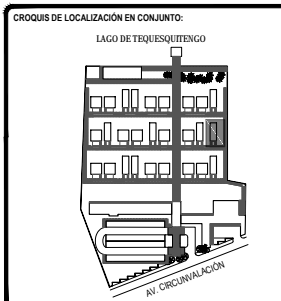 CROQUIS DE LOCALIZACIÓN EN CONJUNTO:
LAGO DE TEQUESQUITENGO
AV. CIRCUNVALACIÓN